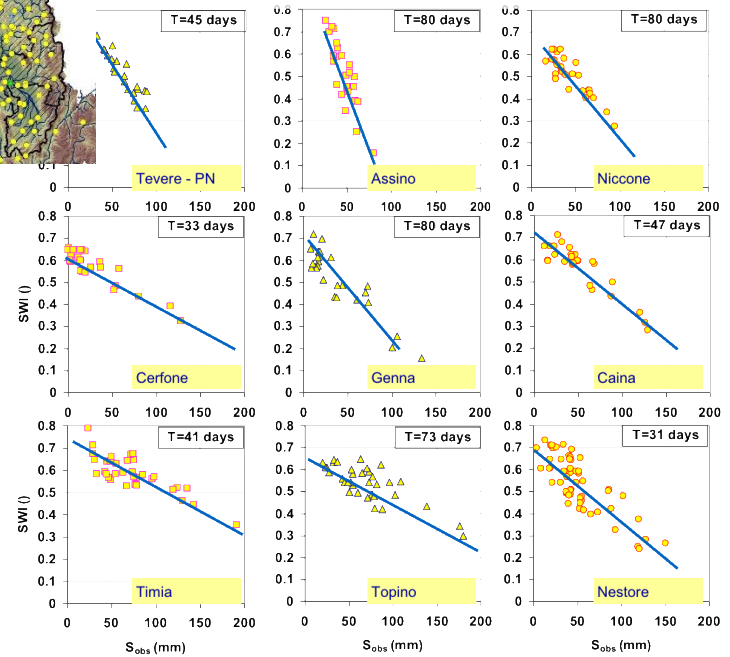 T=45 days
T=80 days
T=80 days
0.8 0.8
0.7 0.7
0.6 0.6
0.5 0.5
0.4 0.4
0.3 0.3
0.2 0.2
0.1 0.1 0.1
Tevere - PN
Assino
Niccone
0 50 100 150 200
0 50 100 150 200
0 50 100 150 200
T=33 days
T=80 days
T=47 days
SWI ()
0.8 0.8 0.8
0.7 0.7 0.7
0.6 0.6 0.6
0.5 0.5 0.5
0.4 0.4 0.4
0.3 0.3 0.3
0.2 0.2 0.2
0.1 0.1 0.1
0 0 0
Cerfone
Genna
Caina
0 50 100 150 200
0 50 100 150 200
0 50 100 150 200
T=41 days
T=73 days
T=31 days
SWI ()
0.8 0.8 0.8
0.7 0.7 0.7
0.6 0.6 0.6
0.5 0.5 0.5
0.4 0.4 0.4
0.3 0.3 0.3
0.2 0.2 0.2
0.1 0.1 0.1
0 0 0
Timia
Topino
Nestore
0 50 100 150 200
0 50 100 150 200
0 50 100 150 200
Sobs (mm)
Sobs (mm)
Sobs (mm)